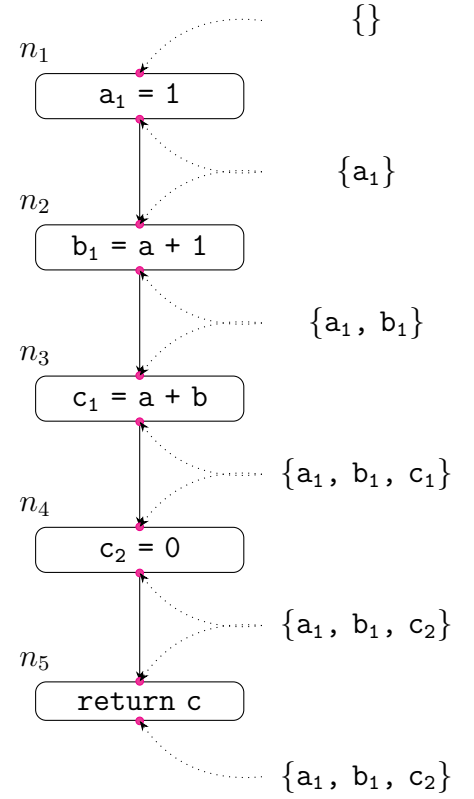 {}
n₁
a₁ = 1
{a₁}
n₂
b₁ = a + 1
{a₁, b₁}
n₃
c₁ = a + b
{a₁, b₁, c₁}
n₄
c₂ = 0
{a₁, b₁, c₂}
n₅
return c
{a₁, b₁, c₂}